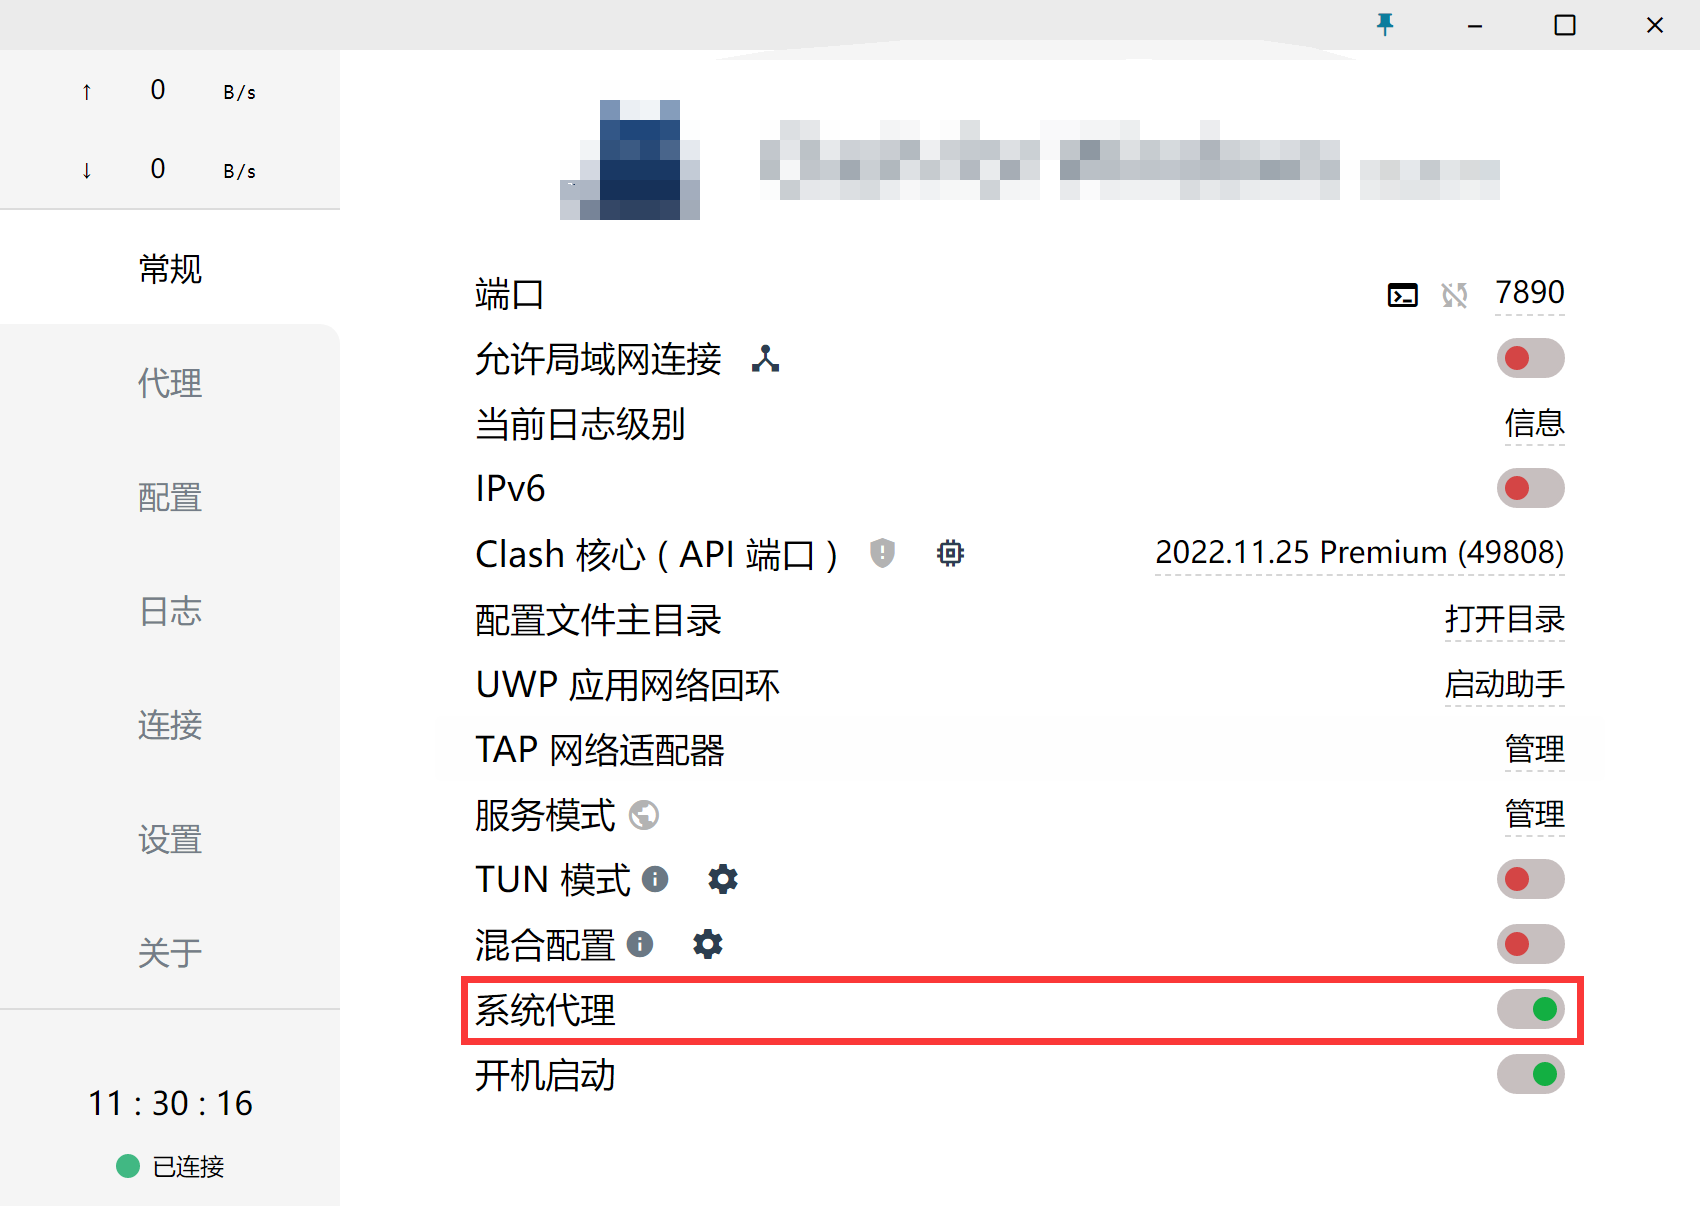 ↑ 0 B/s
↓ 0 B/s
常规
代理
配置
日志
连接
设置
关于
11 : 30 : 16
已连接
端口 7890
允许局域网连接
当前日志级别 信息
IPv6
Clash 核心 ( API 端口 ) 2022.11.25 Premium (49808)
配置文件主目录 打开目录
UWP 应用网络回环 启动助手
TAP 网络适配器 管理
服务模式 管理
TUN 模式
混合配置
系统代理
开机启动